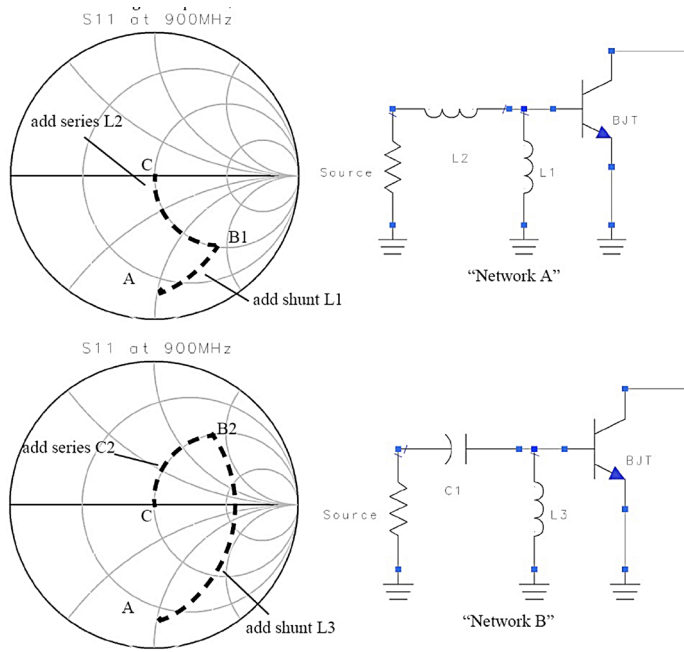 S11 at 900MHz
add series L2
C
B1
A
add shunt L1
BJT
L2
L1
Source
“Network A”
S11 at 900MHz
B2
add series C2
C
A
add shunt L3
BJT
C1
L3
Source
“Network B”